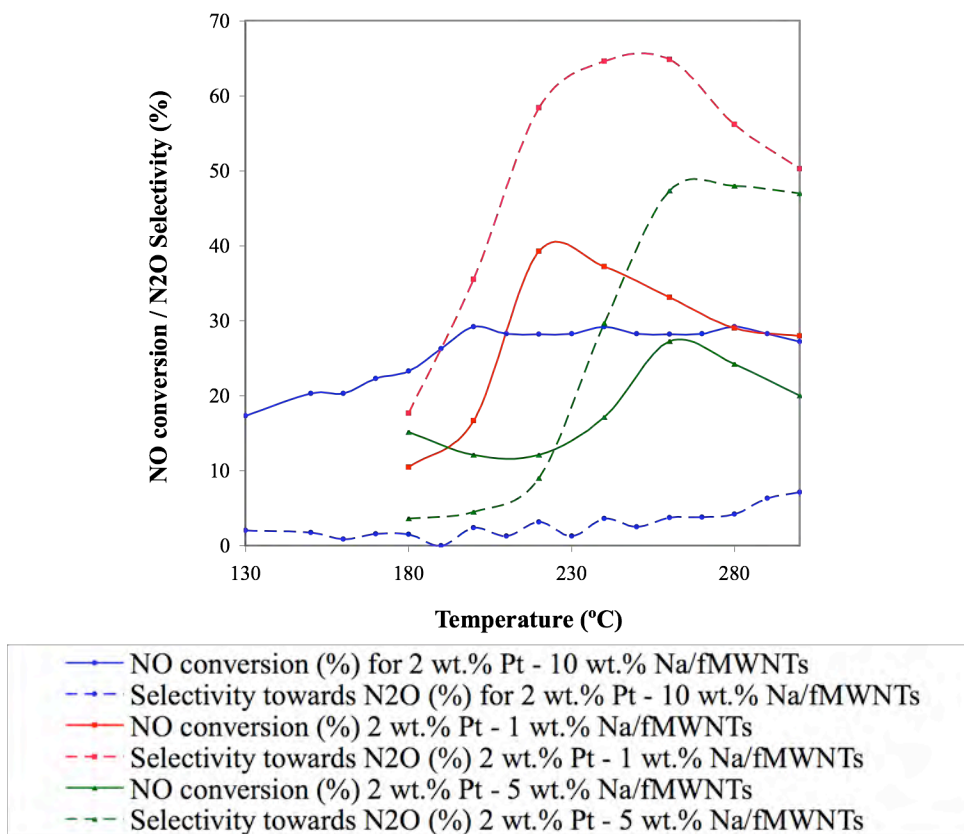 70
60
50
40
30
20
10
0
NO conversion / N2O Selectivity (%)
130 180 230 280
Temperature (ºC)
NO conversion (%) for 2 wt.% Pt - 10 wt.% Na/fMWNTs
Selectivity towards N2O (%) for 2 wt.% Pt - 10 wt.% Na/fMWNTs
NO conversion (%) 2 wt.% Pt - 1 wt.% Na/fMWNTs
Selectivity towards N2O (%) 2 wt.% Pt - 1 wt.% Na/fMWNTs
NO conversion (%) 2 wt.% Pt - 5 wt.% Na/fMWNTs
Selectivity towards N2O (%) 2 wt.% Pt - 5 wt.% Na/fMWNTs